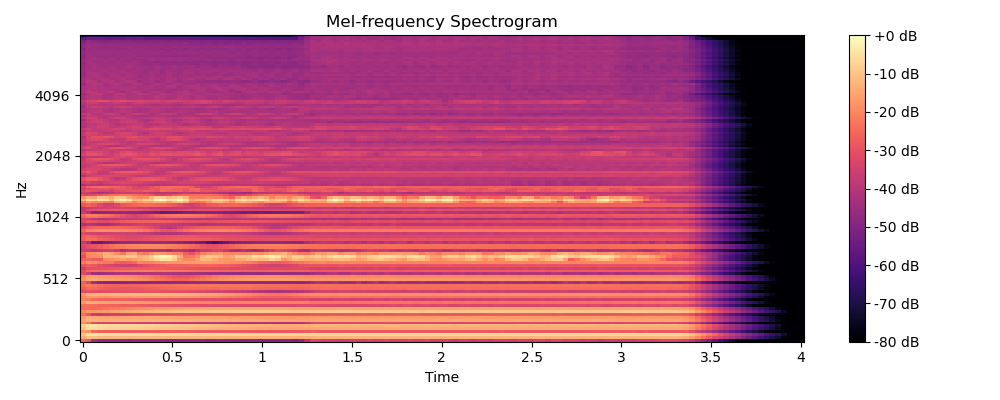 Mel-frequency Spectrogram
Hz
4096
2048
1024
512
0
0
0.5
1
1.5
2
2.5
3
3.5
4
Time
+0 dB
-10 dB
-20 dB
-30 dB
-40 dB
-50 dB
-60 dB
-70 dB
-80 dB